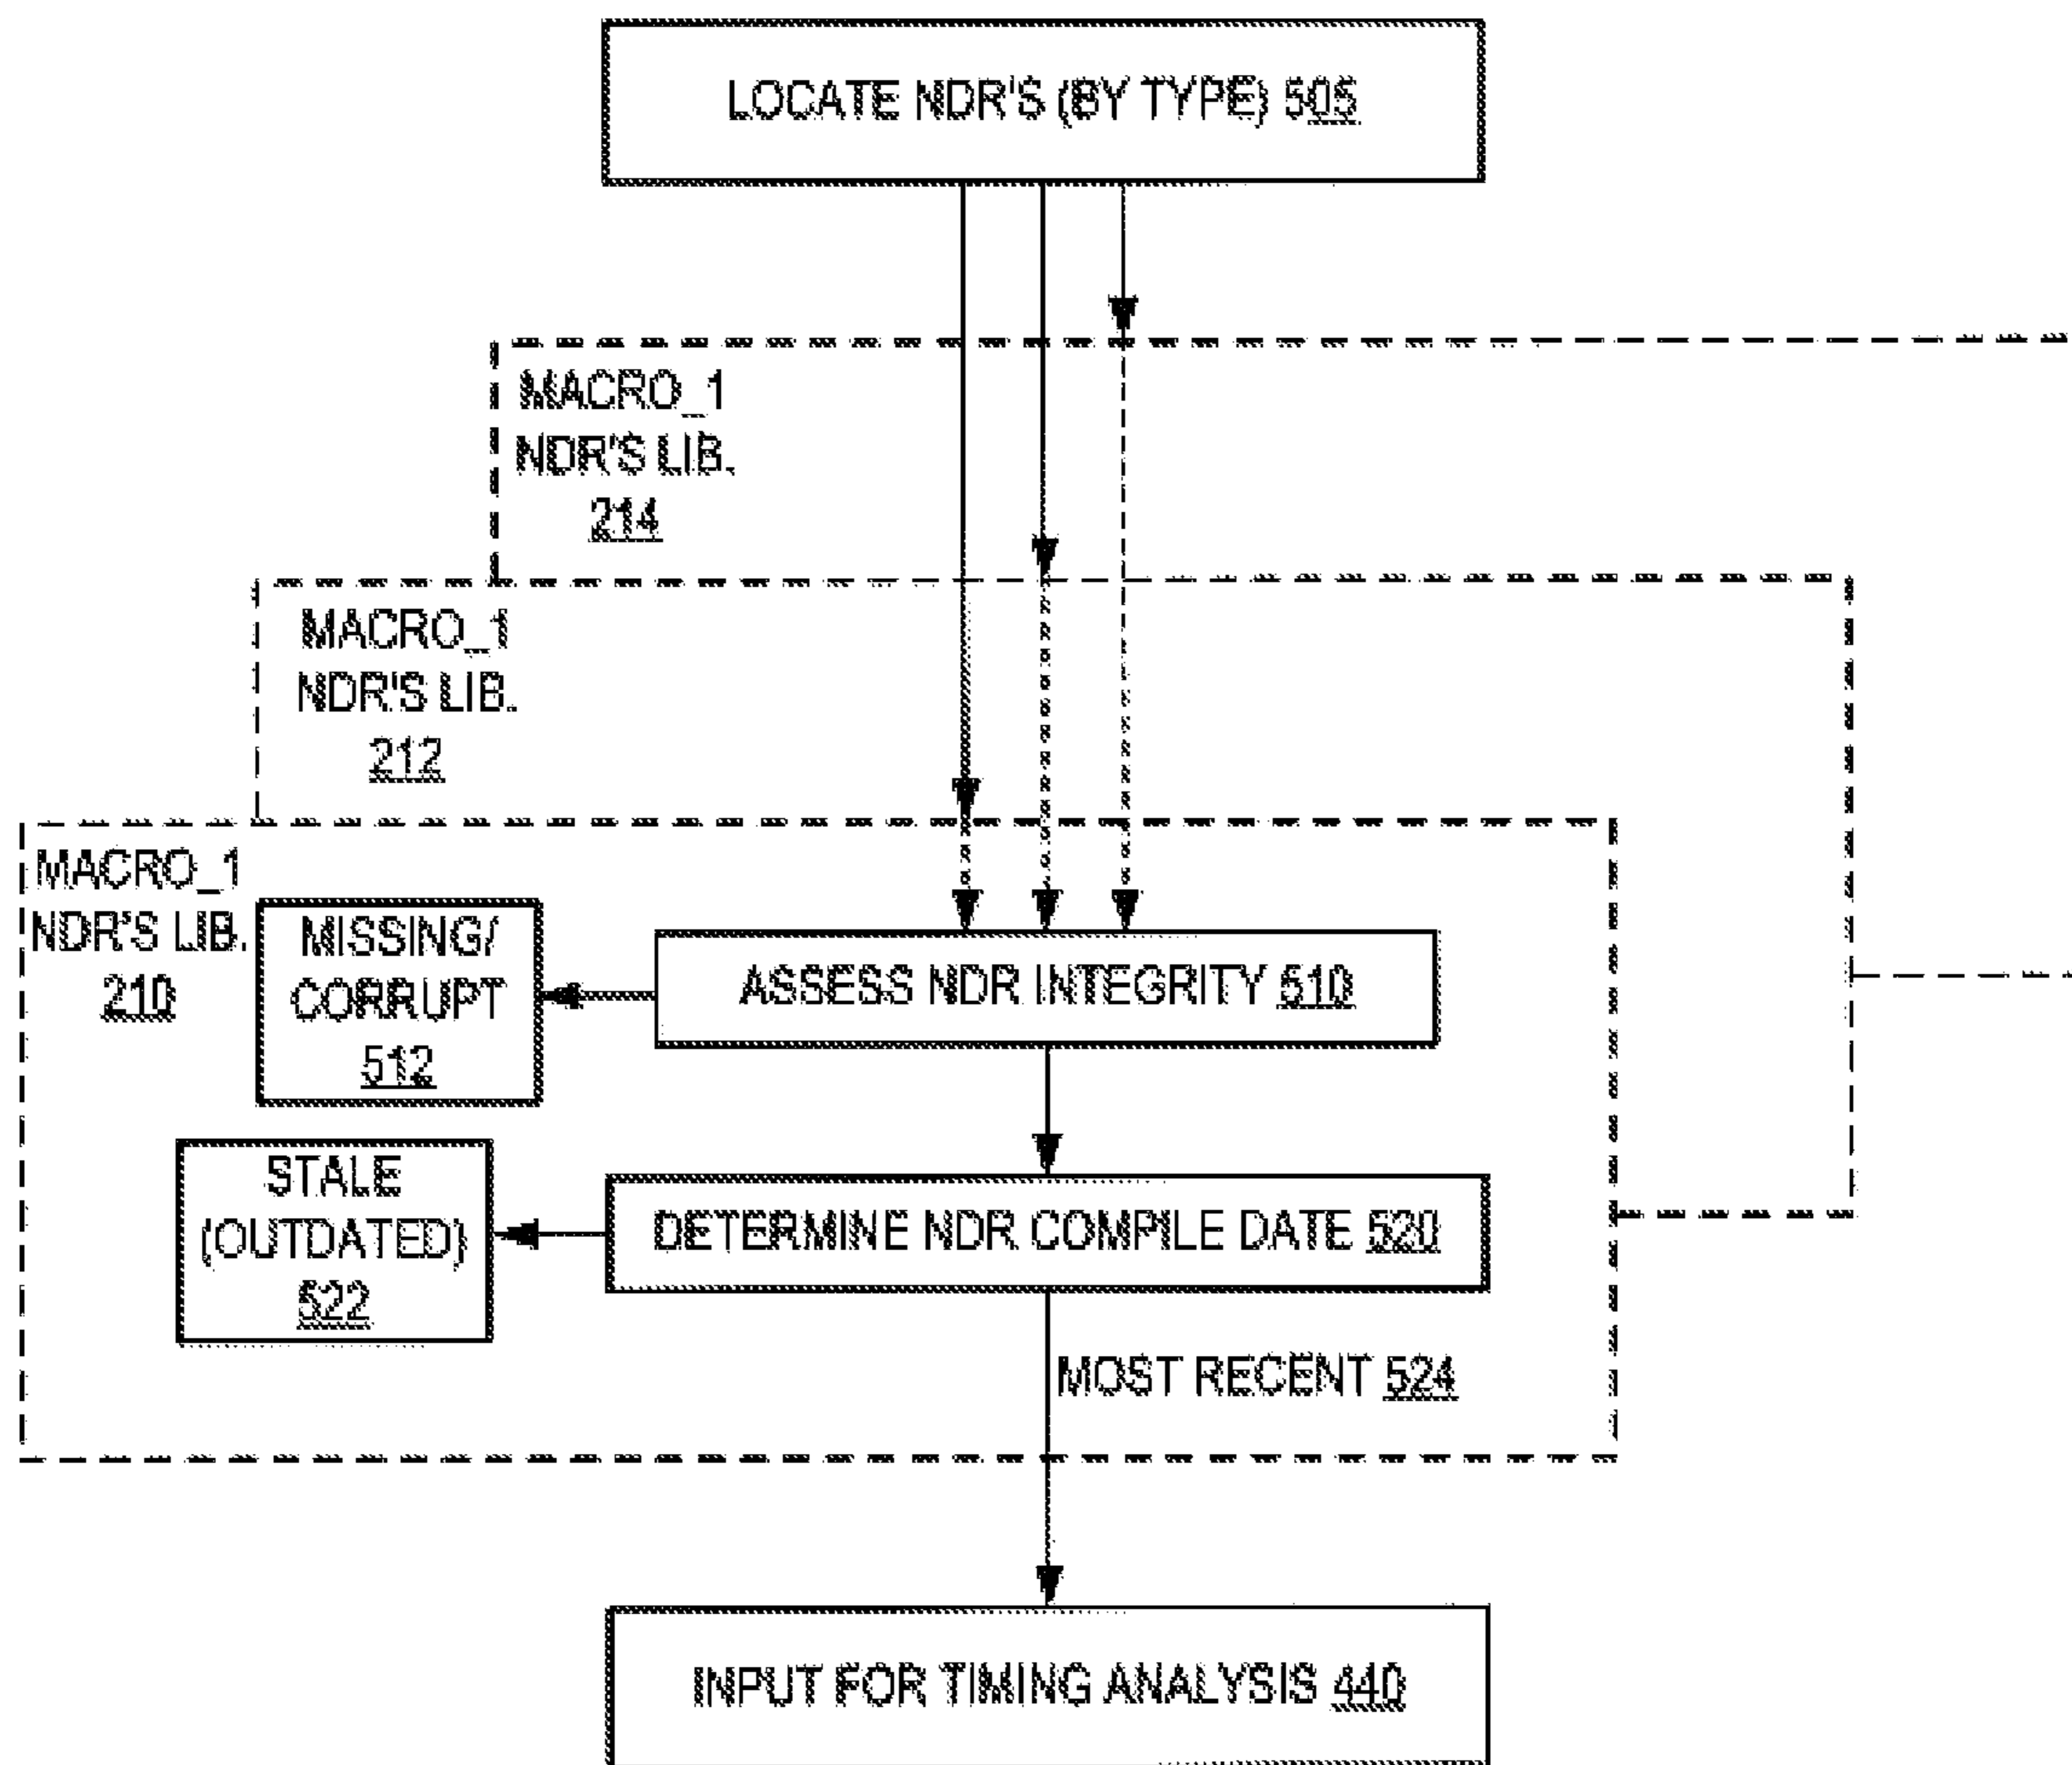 LOCATE NDR'S (BY TYPE) 505
MACRO_1
NDR'S LIB.
214
MACRO_1
NDR'S LIB.
212
MACRO_1
NDR'S LIB.
210
MISSING/
CORRUPT
512
ASSESS NDR INTEGRITY 510
STALE
(OUTDATED)
522
DETERMINE NDR COMPILE DATE 520
MOST RECENT 524
INPUT FOR TIMING ANALYSIS 440